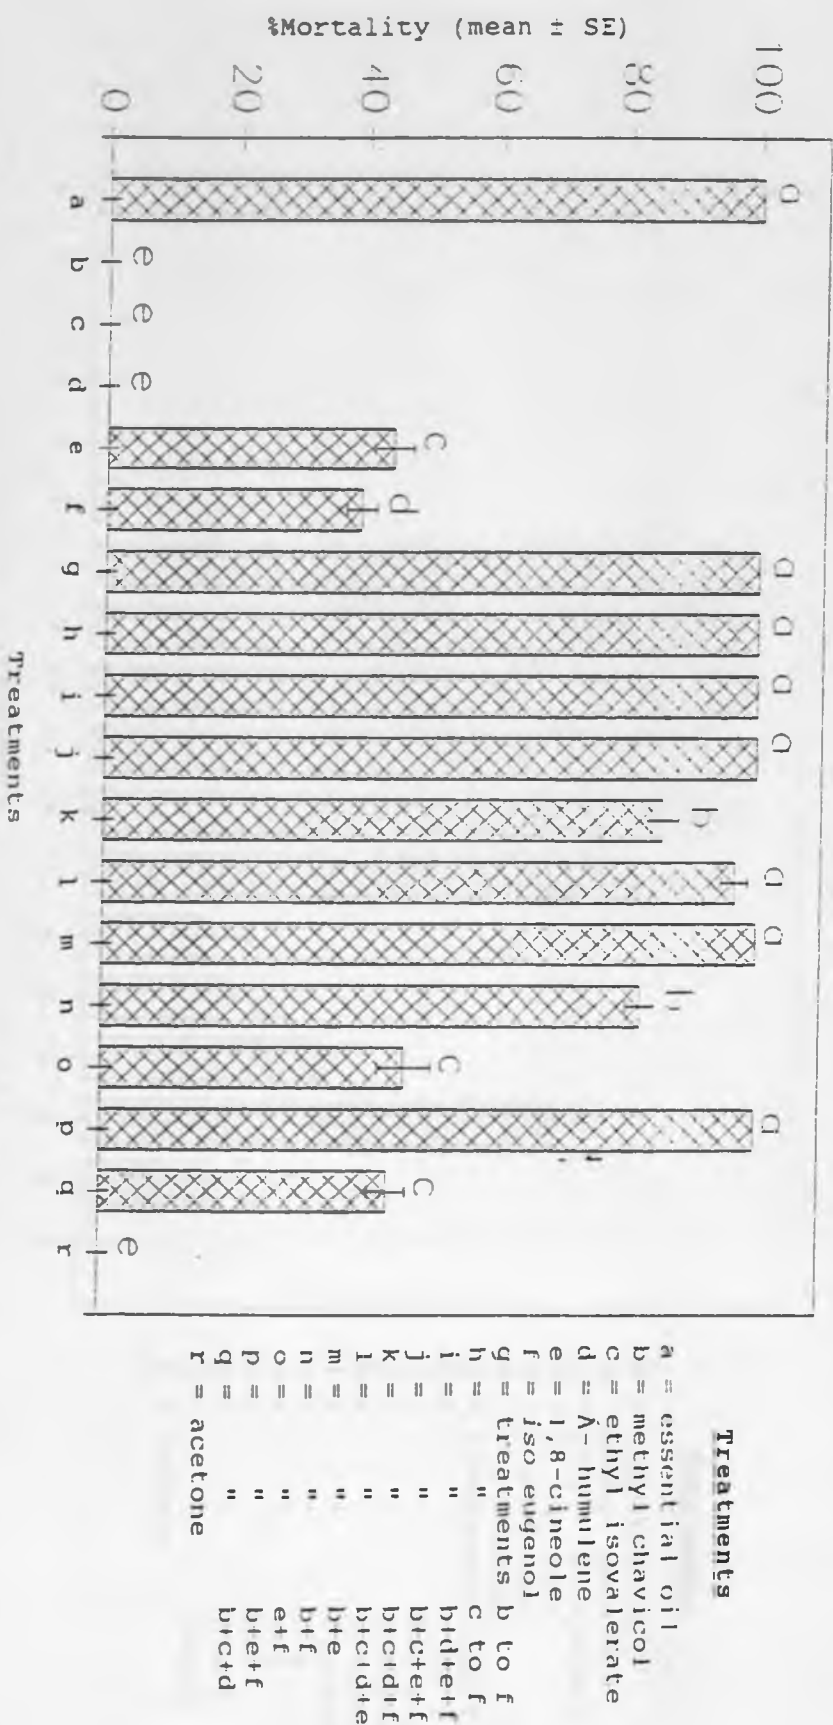 %Mortality (mean ± SE)
100
80
60
40
20
0
a e e e c d a a a a b a a b c a c e
a b c d e f g h i j k l m n o p q r
Treatments
Treatments
a = essential oil
b = methyl chavicol
c = ethyl isovalerate
d = Λ- humulene
e = 1,8-cineole
f = iso eugenol
g = treatments b to f
h = " c to f
i = " b+d+e+f
j = " b+c+e+f
k = " b+c+d+f
l = " b+c+d+e
m = " b+e
n = " b+f
o = " e+f
p = " b+e+f
q = " b+c+d
r = acetone